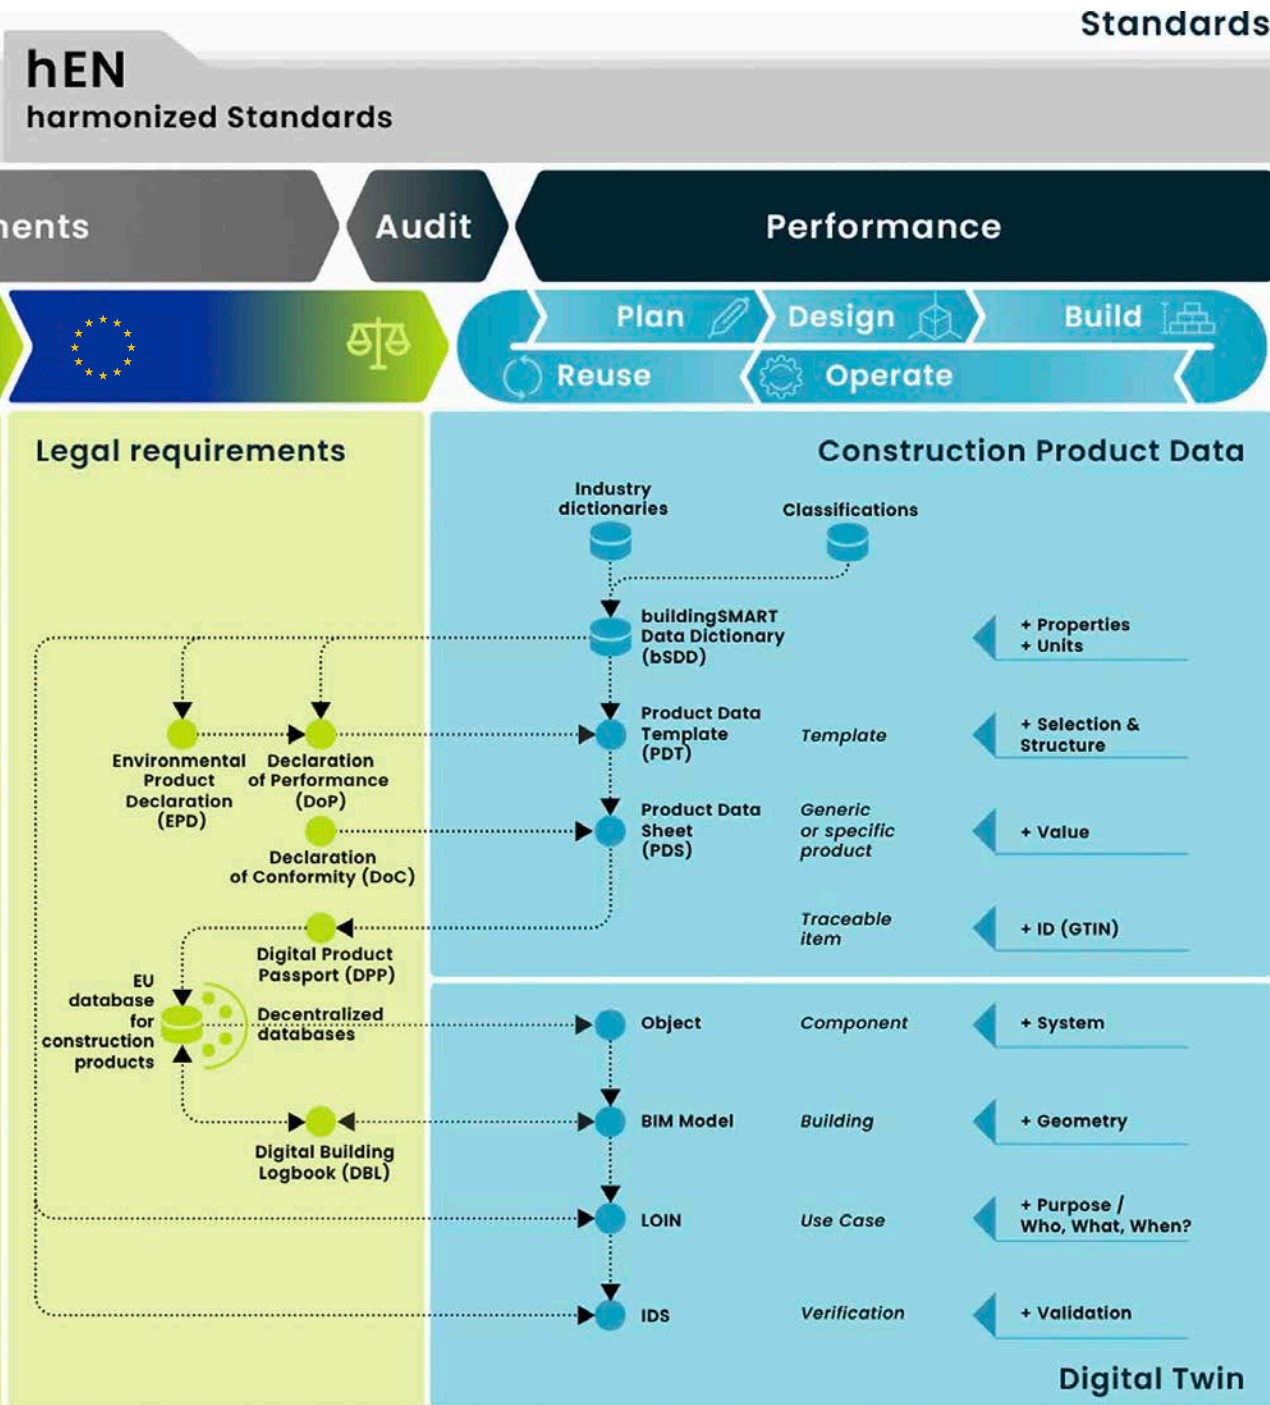 Standards
hEN
harmonized Standards
Audit
Performance
Plan
Design
Build
Reuse
Operate
Legal requirements
Construction Product Data
Industry
dictionaries
Classifications
buildingSMART
Data Dictionary
(bSDD)
+ Properties
+ Units
Product Data
Template
(PDT)
Template
+ Selection &
Structure
Environmental
Product
Declaration
(EPD)
Declaration
of Performance
(DoP)
Product Data
Sheet
(PDS)
Generic
or specific
product
+ Value
Declaration
of Conformity (DoC)
Traceable
item
+ ID (GTIN)
Digital Product
Passport (DPP)
EU
database
for
construction
products
Decentralized
databases
Object
Component
+ System
BIM Model
Building
+ Geometry
Digital Building
Logbook (DBL)
LOIN
Use Case
+ Purpose /
Who, What, When?
IDS
Verification
+ Validation
Digital Twin